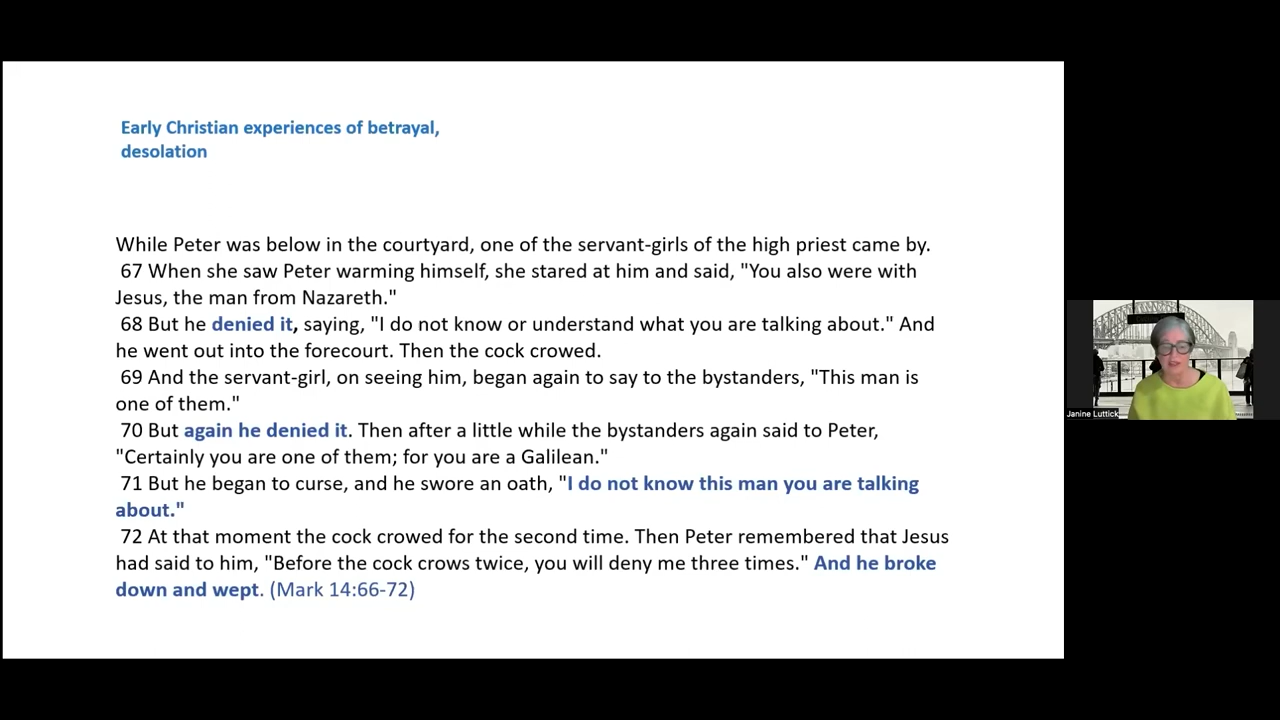 Early Christian experiences of betrayal,
desolation
While Peter was below in the courtyard, one of the servant-girls of the high priest came by.
67 When she saw Peter warming himself, she stared at him and said, "You also were with
Jesus, the man from Nazareth."
68 But he denied it, saying, "I do not know or understand what you are talking about." And
he went out into the forecourt. Then the cock crowed.
69 And the servant-girl, on seeing him, began again to say to the bystanders, "This man is
one of them."
70 But again he denied it. Then after a little while the bystanders again said to Peter,
"Certainly you are one of them; for you are a Galilean."
71 But he began to curse, and he swore an oath, "I do not know this man you are talking
about."
72 At that moment the cock crowed for the second time. Then Peter remembered that Jesus
had said to him, "Before the cock crows twice, you will deny me three times." And he broke
down and wept. (Mark 14:66-72)
Janine Luttick